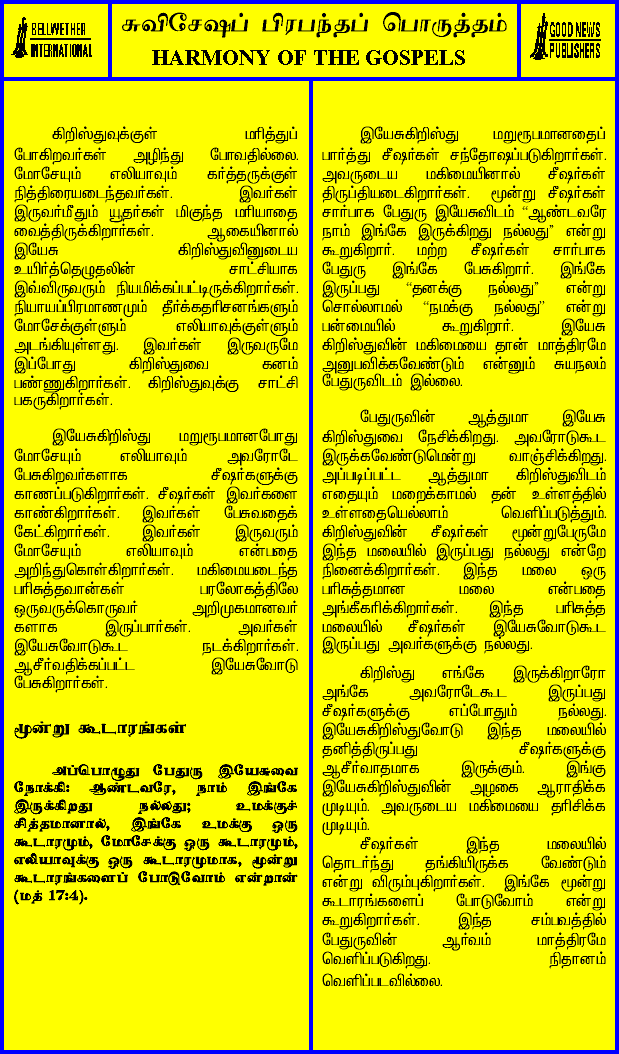 BELLWETHER
INTERNATIONAL
சுவிசேஷப் பிரபந்தப் பொருத்தம்
HARMONY OF THE GOSPELS
GOOD NEWS
PUBLISHERS
கிறிஸ்துவுக்குள் மரித்துப்
போகிறவர்கள் அழிந்து போவதில்லை.
மோசேயும் எலியாவும் கர்த்தருக்குள்
நித்திரையடைந்தவர்கள். இவர்கள்
இருவர்மீதும் யூதர்கள் மிகுந்த மரியாதை
வைத்திருக்கிறார்கள். ஆகையினால்
இயேசு கிறிஸ்துவினுடைய
உயிர்த்தெழுதலின் சாட்சியாக
இவ்விருவரும் நியமிக்கப்பட்டிருக்கிறார்கள்.
நியாயப்பிரமாணமும் தீர்க்கதரிசனங்களும்
மோசேக்குள்ளும் எலியாவுக்குள்ளும்
அடங்கியுள்ளது. இவர்கள் இருவருமே
இப்போது கிறிஸ்துவை கனம்
பண்ணுகிறார்கள். கிறிஸ்துவுக்கு சாட்சி
பகருகிறார்கள்.
இயேசுகிறிஸ்து மறுரூபமானபோது
மோசேயும் எலியாவும் அவரோடே
பேசுகிறவர்களாக சீஷர்களுக்கு
காணப்படுகிறார்கள். சீஷர்கள் இவர்களை
காண்கிறார்கள். இவர்கள் பேசுவதைக்
கேட்கிறார்கள். இவர்கள் இருவரும்
மோசேயும் எலியாவும் என்பதை
அறிந்துகொள்கிறார்கள். மகிமையடைந்த
பரிசுத்தவான்கள் பரலோகத்திலே
ஒருவருக்கொருவர் அறிமுகமானவர்
களாக இருப்பார்கள். அவர்கள்
இயேசுவோடுகூட நடக்கிறார்கள்.
ஆசீர்வதிக்கப்பட்ட இயேசுவோடு
பேசுகிறார்கள்.
மூன்று கூடாரங்கள்
அப்பொழுது பேதுரு இயேசுவை
நோக்கி: ஆண்டவரே, நாம் இங்கே
இருக்கிறது நல்லது; உமக்குச்
சித்தமானால், இங்கே உமக்கு ஒரு
கூடாரமும், மோசேக்கு ஒரு கூடாரமும்,
எலியாவுக்கு ஒரு கூடாரமுமாக, மூன்று
கூடாரங்களைப் போடுவோம் என்றான்
(மத் 17:4).
இயேசுகிறிஸ்து மறுரூபமானதைப்
பார்த்து சீஷர்கள் சந்தோஷப்படுகிறார்கள்.
அவருடைய மகிமையினால் சீஷர்கள்
திருப்தியடைகிறார்கள். மூன்று சீஷர்கள்
சார்பாக பேதுரு இயேசுவிடம் “ஆண்டவரே
நாம் இங்கே இருக்கிறது நல்லது” என்று
கூறுகிறார். மற்ற சீஷர்கள் சார்பாக
பேதுரு இங்கே பேசுகிறார். இங்கே
இருப்பது “தனக்கு நல்லது” என்று
சொல்லாமல் “நமக்கு நல்லது” என்று
பன்மையில் கூறுகிறார். இயேசு
கிறிஸ்துவின் மகிமையை தான் மாத்திரமே
அனுபவிக்கவேண்டும் என்னும் சுயநலம்
பேதுருவிடம் இல்லை.
பேதுருவின் ஆத்துமா இயேசு
கிறிஸ்துவை நேசிக்கிறது. அவரோடுகூட
இருக்கவேண்டுமென்று வாஞ்சிக்கிறது.
அப்படிப்பட்ட ஆத்துமா கிறிஸ்துவிடம்
எதையும் மறைக்காமல் தன் உள்ளத்தில்
உள்ளதையெல்லாம் வெளிப்படுத்தும்.
கிறிஸ்துவின் சீஷர்கள் மூன்றுபேருமே
இந்த மலையில் இருப்பது நல்லது என்றே
நினைக்கிறார்கள். இந்த மலை ஒரு
பரிசுத்தமான மலை என்பதை
அங்கீகரிக்கிறார்கள். இந்த பரிசுத்த
மலையில் சீஷர்கள் இயேசுவோடுகூட
இருப்பது அவர்களுக்கு நல்லது.
கிறிஸ்து எங்கே இருக்கிறாரோ
அங்கே அவரோடேகூட இருப்பது
சீஷர்களுக்கு எப்போதும் நல்லது.
இயேசுகிறிஸ்துவோடு இந்த மலையில்
தனித்திருப்பது சீஷர்களுக்கு
ஆசீர்வாதமாக இருக்கும். இங்கு
இயேசுகிறிஸ்துவின் அழகை ஆராதிக்க
முடியும். அவருடைய மகிமையை தரிசிக்க
முடியும்.
சீஷர்கள் இந்த மலையில்
தொடர்ந்து தங்கியிருக்க வேண்டும்
என்று விரும்புகிறார்கள். இங்கே மூன்று
கூடாரங்களைப் போடுவோம் என்று
கூறுகிறார்கள். இந்த சம்பவத்தில்
பேதுருவின் ஆர்வம் மாத்திரமே
வெளிப்படுகிறது. நிதானம்
வெளிப்படவில்லை.